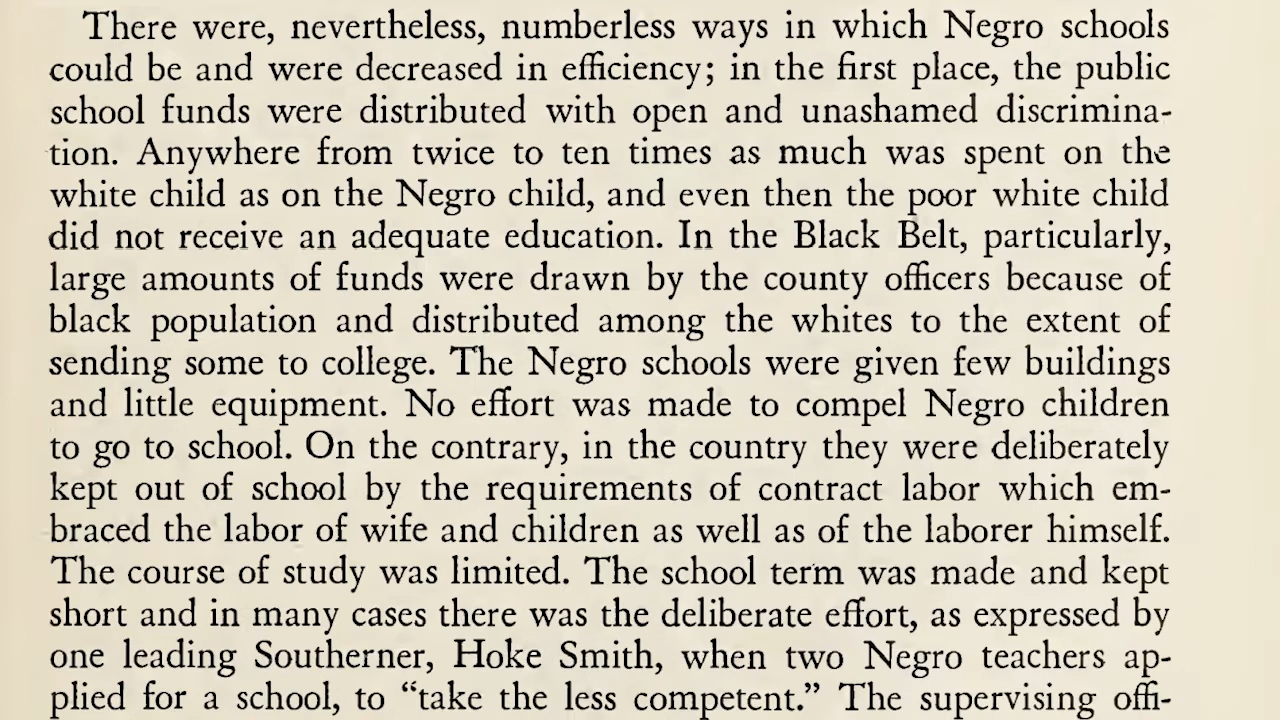 There were, nevertheless, numberless ways in which Negro schools
could be and were decreased in efficiency; in the first place, the public
school funds were distributed with open and unashamed discrimina-
tion. Anywhere from twice to ten times as much was spent on the
white child as on the Negro child, and even then the poor white child
did not receive an adequate education. In the Black Belt, particularly,
large amounts of funds were drawn by the county officers because of
black population and distributed among the whites to the extent of
sending some to college. The Negro schools were given few buildings
and little equipment. No effort was made to compel Negro children
to go to school. On the contrary, in the country they were deliberately
kept out of school by the requirements of contract labor which em-
braced the labor of wife and children as well as of the laborer himself.
The course of study was limited. The school term was made and kept
short and in many cases there was the deliberate effort, as expressed by
one leading Southerner, Hoke Smith, when two Negro teachers ap-
plied for a school, to “take the less competent.” The supervising offi-